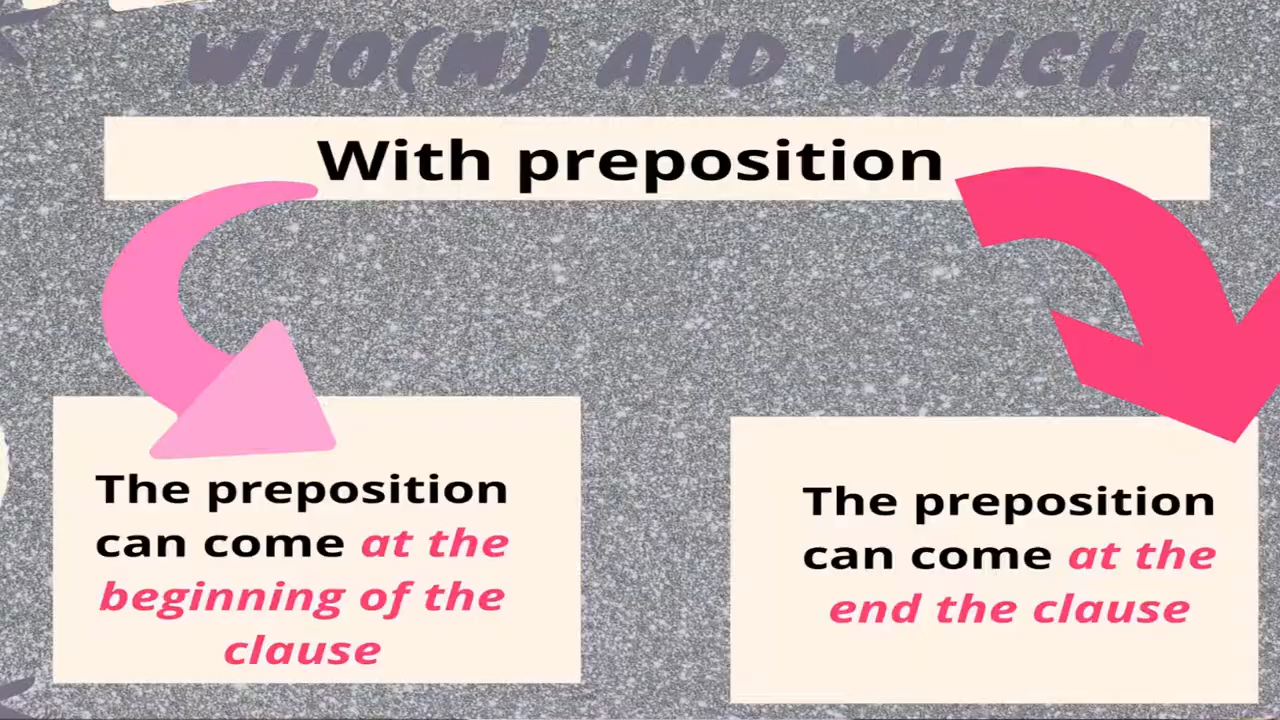 WHO(M) AND WHICH
With preposition
The preposition
can come at the
beginning of the
clause
The preposition
can come at the
end the clause